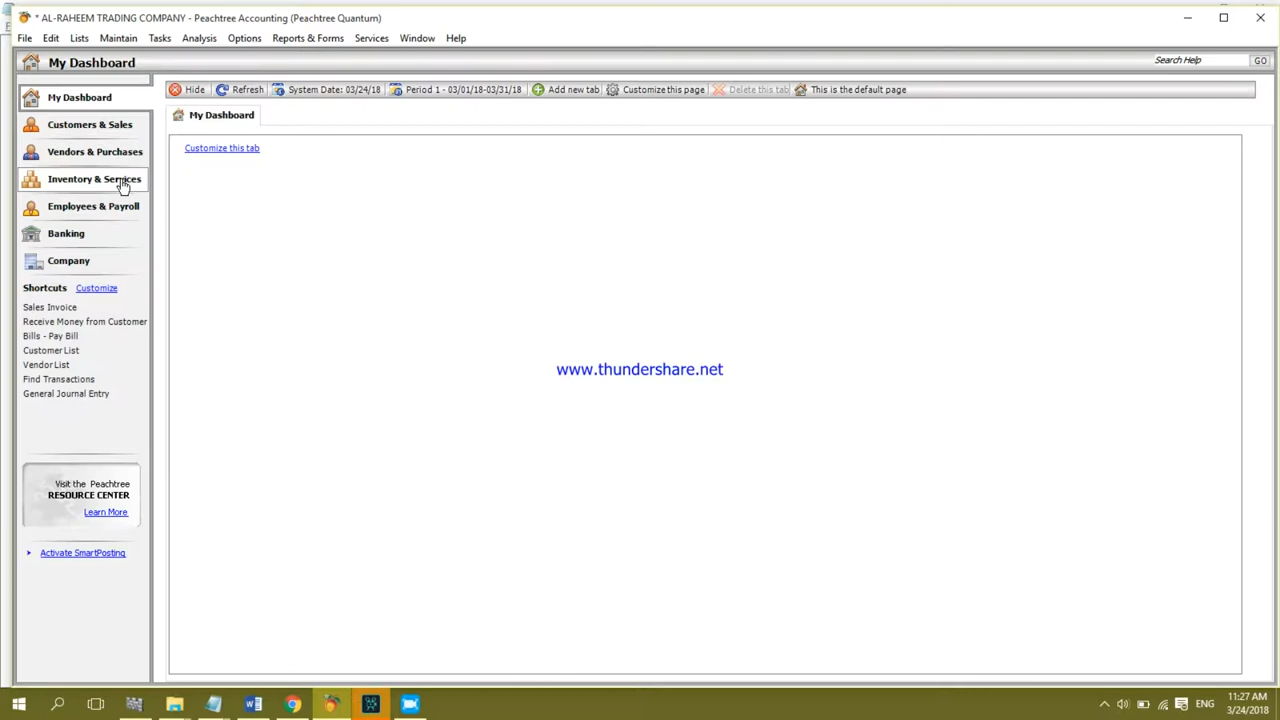 * AL-RAHEEM TRADING COMPANY - Peachtree Accounting (Peachtree Quantum)
File Edit Lists Maintain Tasks Analysis Options Reports & Forms Services Window Help
My Dashboard
Search Help GO
Hide Refresh System Date: 03/24/18 Period 1 - 03/01/18-03/31/18 Add new tab Customize this page Delete this tab This is the default page
My Dashboard
Customize this tab
My Dashboard
Customers & Sales
Vendors & Purchases
Inventory & Services
Employees & Payroll
Banking
Company
Shortcuts Customize
Sales Invoice
Receive Money from Customer
Bills - Pay Bill
Customer List
Vendor List
Find Transactions
General Journal Entry
Visit the Peachtree
RESOURCE CENTER
Learn More
Activate SmartPosting
www.thundershare.net
ENG
11:27 AM
3/24/2018